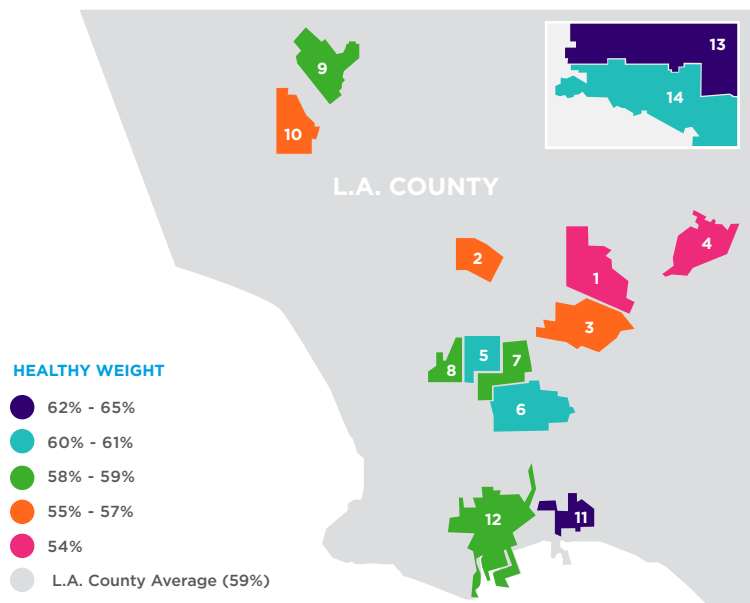 9
13
14
10
L.A. COUNTY
4
2
1
3
5
7
8
6
HEALTHY WEIGHT
62% - 65%
60% - 61%
58% - 59%
55% - 57%
54%
L.A. County Average (59%)
12
11